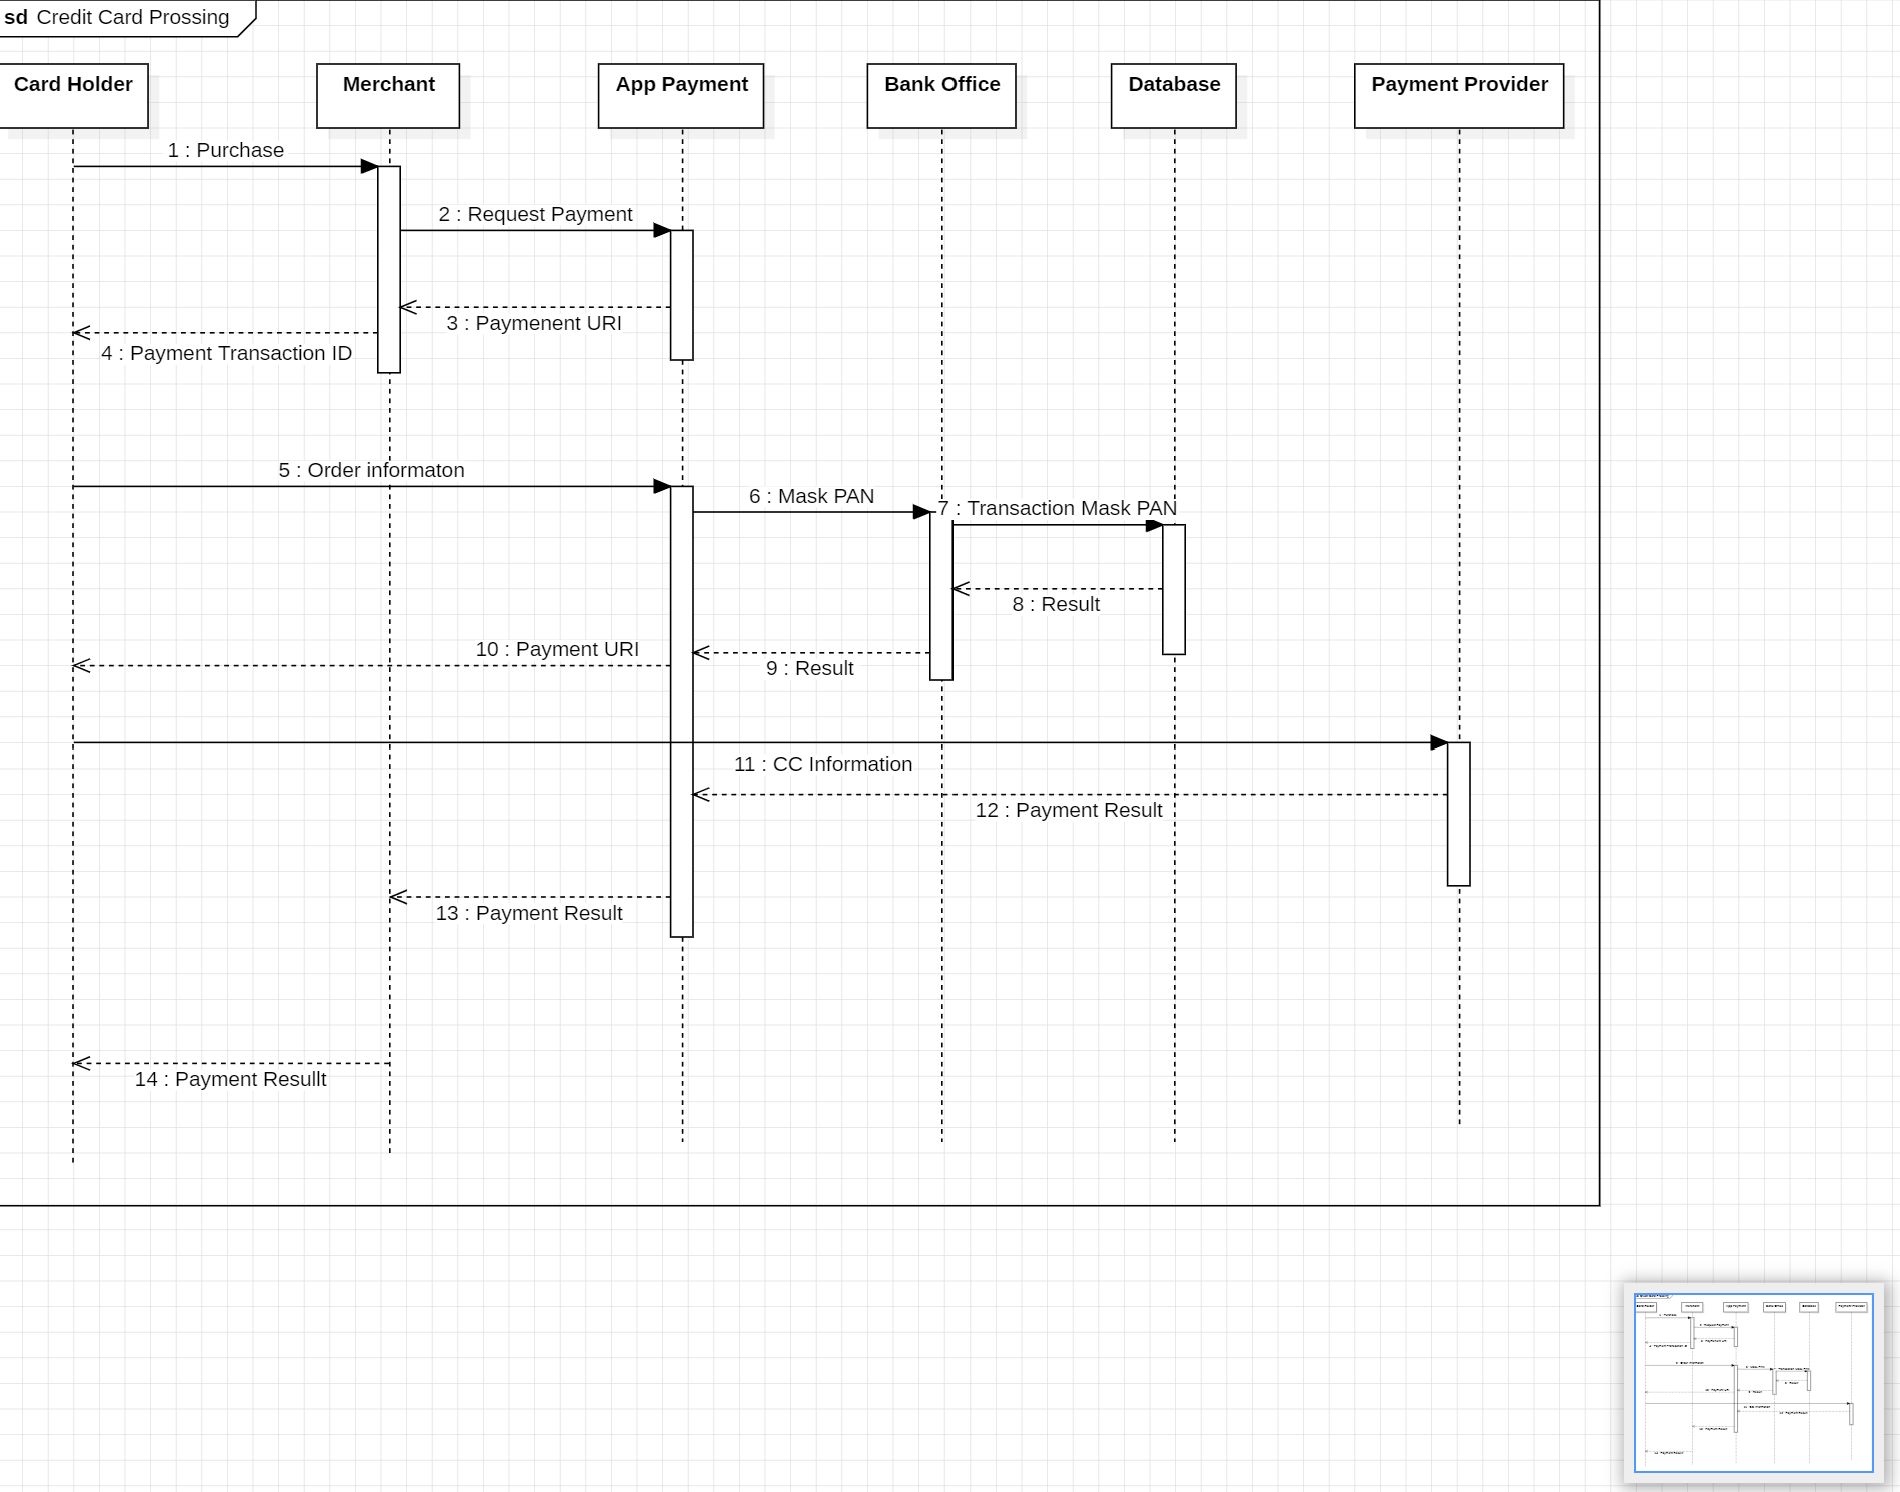 sd Credit Card Prossing
Card Holder
Merchant
App Payment
Bank Office
Database
Payment Provider
1 : Purchase
2 : Request Payment
3 : Paymenent URI
4 : Payment Transaction ID
5 : Order informaton
6 : Mask PAN
7 : Transaction Mask PAN
8 : Result
9 : Result
10 : Payment URI
11 : CC Information
12 : Payment Result
13 : Payment Result
14 : Payment Resullt